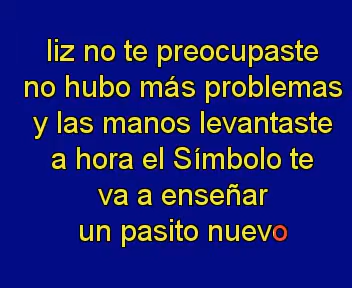 liz no te preocupaste
no hubo más problemas
y las manos levantaste
a hora el Símbolo te
va a enseñar
un pasito nuevo